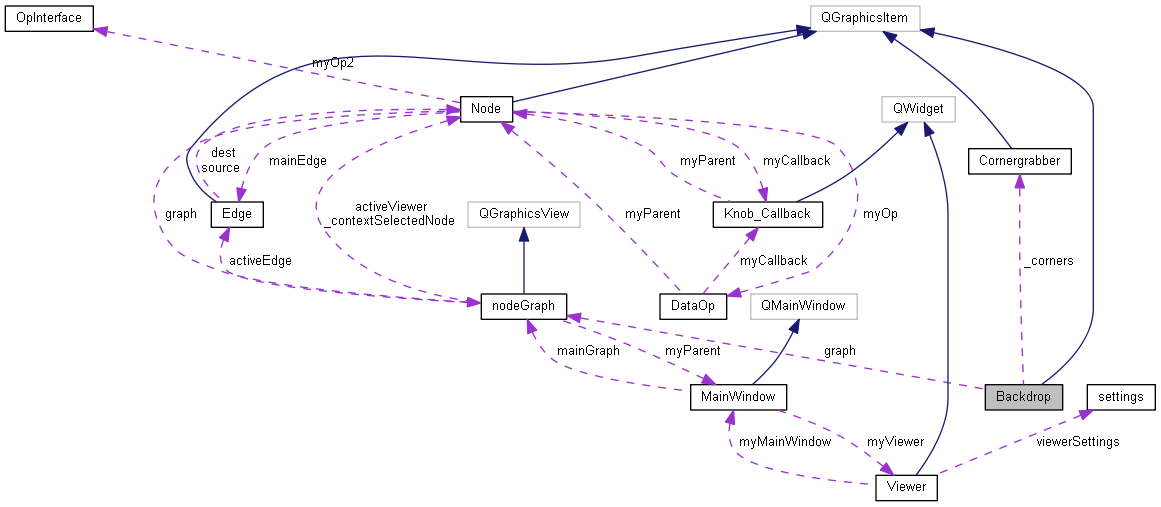 OpInterface
QGraphicsItem
myOp2
Node
QWidget
dest
source
mainEdge
myParent
myCallback
Cornergrabber
graph
Edge
activeViewer
_contextSelectedNode
QGraphicsView
myParent
Knob_Callback
myOp
activeEdge
myCallback
_corners
nodeGraph
DataOp
QMainWindow
mainGraph
myParent
graph
MainWindow
Backdrop
settings
myMainWindow
myViewer
viewerSettings
Viewer